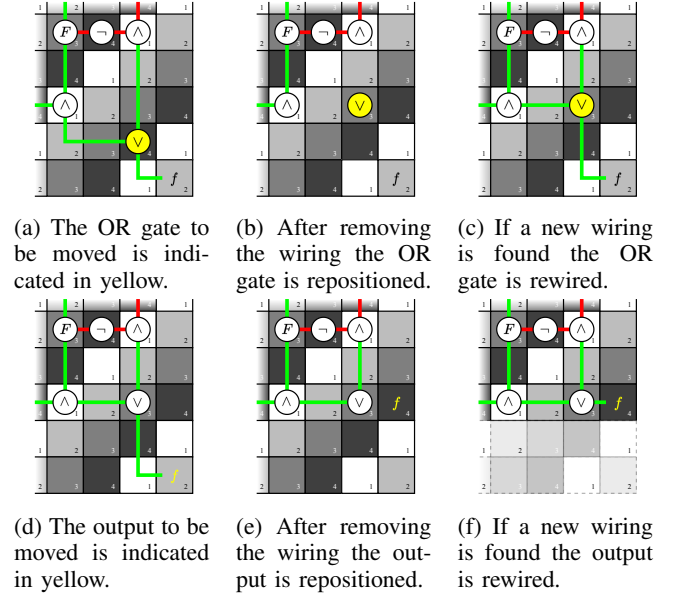 F ¬ ∧
∧
∨
f
F ¬ ∧
∧ ∨
f
F ¬ ∧
∧ ∨
f
(a) The OR gate to
be moved is indi-
cated in yellow.
(b) After removing
the wiring the OR
gate is repositioned.
(c) If a new wiring
is found the OR
gate is rewired.
F ¬ ∧
∧ ∨
f
F ¬ ∧
∧ ∨ f
F ¬ ∧
∧ ∨ f
(d) The output to be
moved is indicated
in yellow.
(e) After removing
the wiring the out-
put is repositioned.
(f) If a new wiring
is found the output
is rewired.